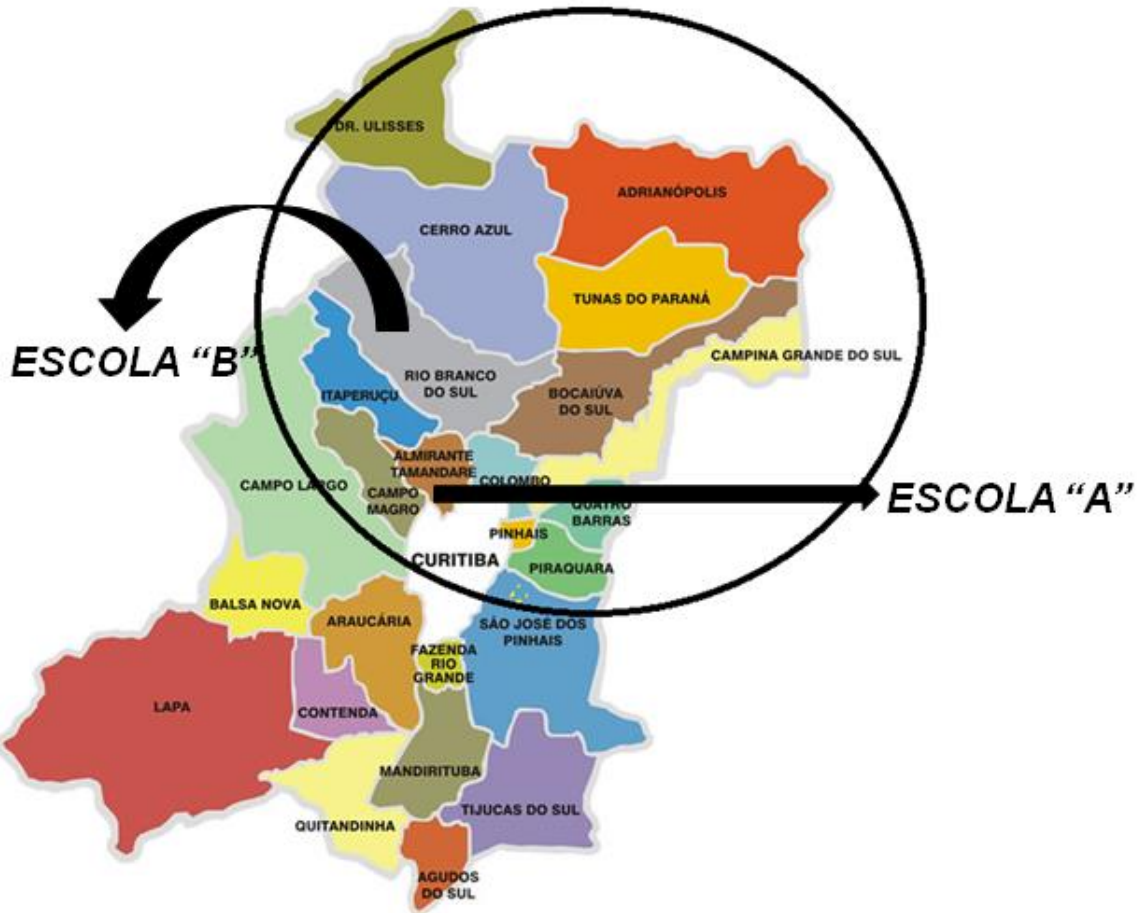 DR. ULISSES
ADRIANÓPOLIS
CERRO AZUL
TUNAS DO PARANÁ
ESCOLA “B”
CAMPINA GRANDE DO SUL
RIO BRANCO
DO SUL
ITAPERUÇU
BOCAIÚVA
DO SUL
ALMIRANTE
TAMANDARE
COLOMBO
CAMPO LARGO
CAMPO
MAGRO
QUATRO
BARRAS
ESCOLA “A”
PINHAIS
CURITIBA
PIRAQUARA
BALSA NOVA
ARAUCÁRIA
SÃO JOSÉ DOS
PINHAIS
FAZENDA
RIO
GRANDE
LAPA
CONTENDA
MANDIRITUBA
TIJUCAS DO SUL
QUITANDINHA
AGUDOS
DO SUL